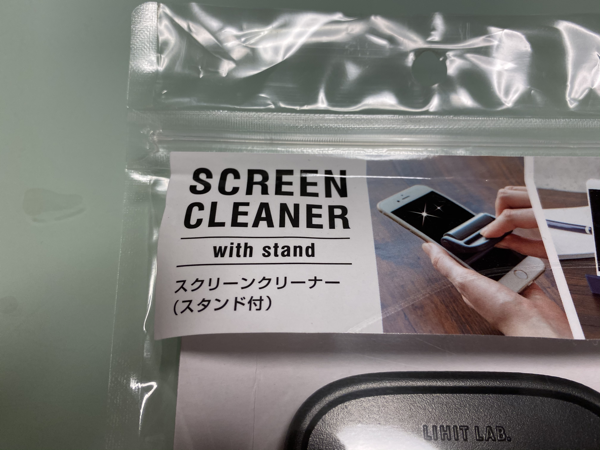 SCREEN
CLEANER
with stand
スクリーンクリーナー
(スタンド付)
LIHIT LAB.